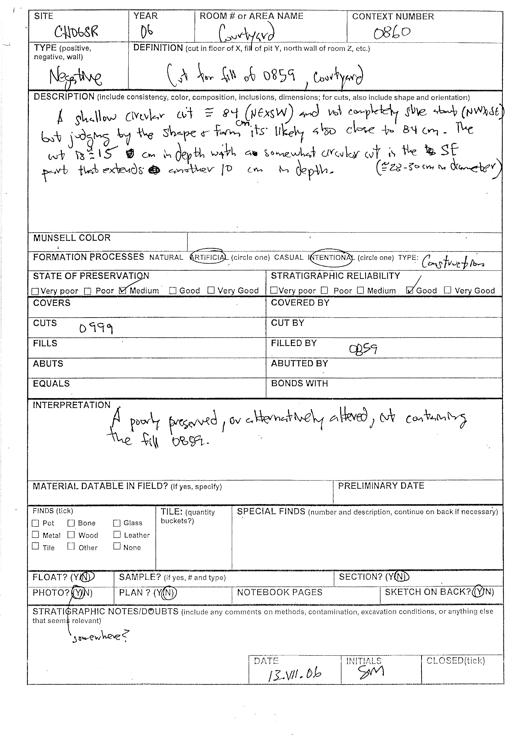 SITE YEAR ROOM # or AREA NAME CONTEXT NUMBER
CH06SR 06 Courtyard 0860
TYPE (positive, negative, wall) DEFINITION (cut in floor of X, fill of pit Y, north wall of room Z, etc.)
Negative Cut for fill of 0859, Courtyard
DESCRIPTION (include consistency, color, composition, inclusions, dimensions; for cuts, also include shape and orientation)
A shallow circular cut ≅ 84 (NExSW) and not completely sure about (NWxSE)
but judging by the shape & form its likely also close to 84 cm. The
cm
cut is ≅ 15 cm in depth with a somewhat circular cut in the SE
part that extends another 10 cm in depth. (≅28-30cm in diameter)
MUNSELL COLOR
FORMATION PROCESSES NATURAL ARTIFICIAL (circle one) CASUAL INTENTIONAL (circle one) TYPE: Construction
STATE OF PRESERVATION STRATIGRAPHIC RELIABILITY
Very poor Poor Medium Good Very Good Very poor Poor Medium Good Very Good
COVERS COVERED BY
CUTS 0999 CUT BY
FILLS FILLED BY 0859
ABUTS ABUTTED BY
EQUALS BONDS WITH
INTERPRETATION
A poorly preserved, or alternatively altered, cut containing
the fill 0859.
MATERIAL DATABLE IN FIELD? (if yes, specify) PRELIMINARY DATE
FINDS (tick) TILE: (quantity buckets?) SPECIAL FINDS (number and description, continue on back if necessary)
Pot Bone Glass
Metal Wood Leather
Tile Other None
FLOAT? (Y/N) SAMPLE? (if yes, # and type) SECTION? (Y/N)
PHOTO? (Y/N) PLAN? (Y/N) NOTEBOOK PAGES SKETCH ON BACK? (Y/N)
STRATIGRAPHIC NOTES/DOUBTS (include any comments on methods, contamination, excavation conditions, or anything else
that seems relevant)
somewhere?
DATE INITIALS CLOSED(tick)
13.VII.06 SM